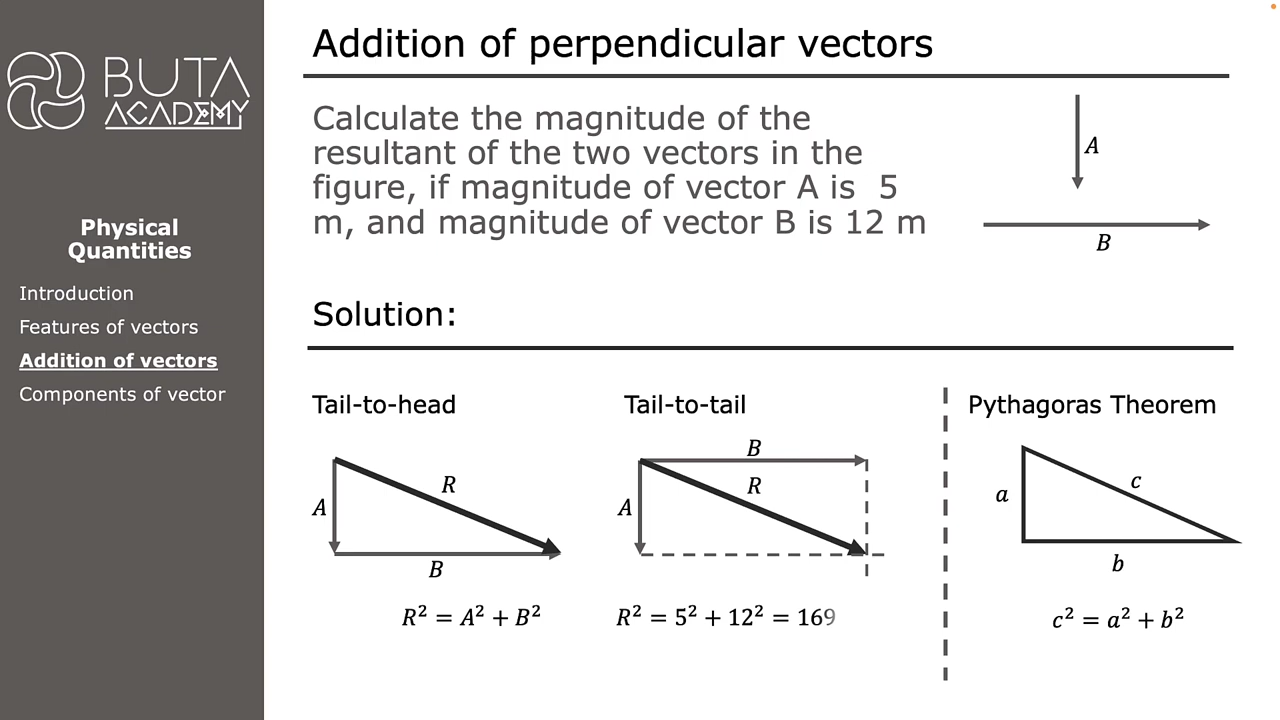 BUTA
ACADEMY
Physical
Quantities
Introduction
Features of vectors
Addition of vectors
Components of vector
Addition of perpendicular vectors
Calculate the magnitude of the
resultant of the two vectors in the
figure, if magnitude of vector A is 5
m, and magnitude of vector B is 12 m
A
B
Solution:
Tail-to-head
A
R
B
R² = A² + B²
Tail-to-tail
B
A
R
R² = 5² + 12² = 169
Pythagoras Theorem
a
c
b
c² = a² + b²